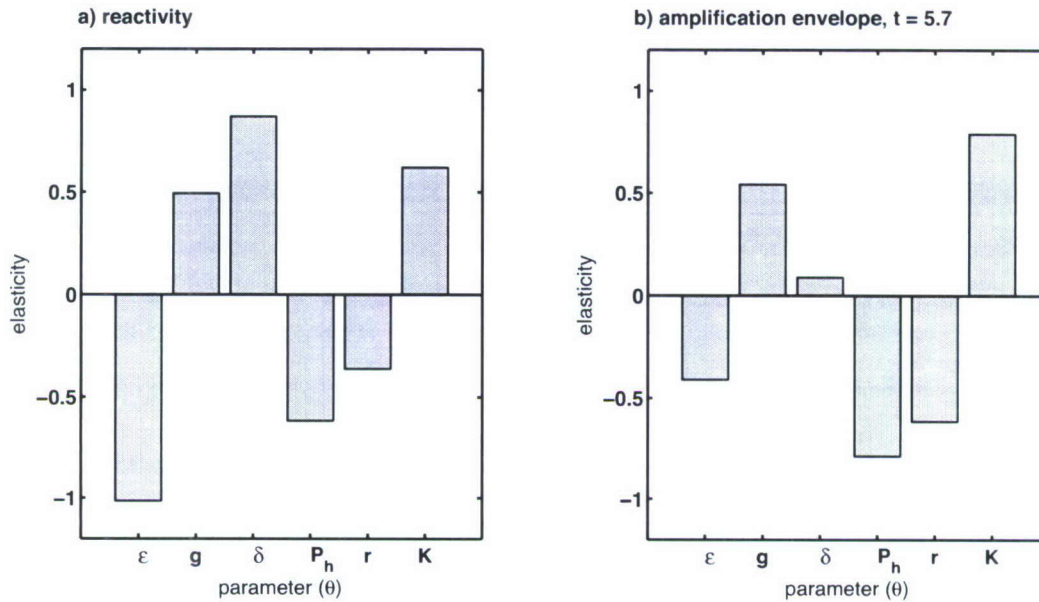 a) reactivity
1
0.5
0
−0.5
−1
elasticity
ε g δ P_h r K
parameter (θ)
b) amplification envelope, t = 5.7
1
0.5
0
−0.5
−1
elasticity
ε g δ P_h r K
parameter (θ)